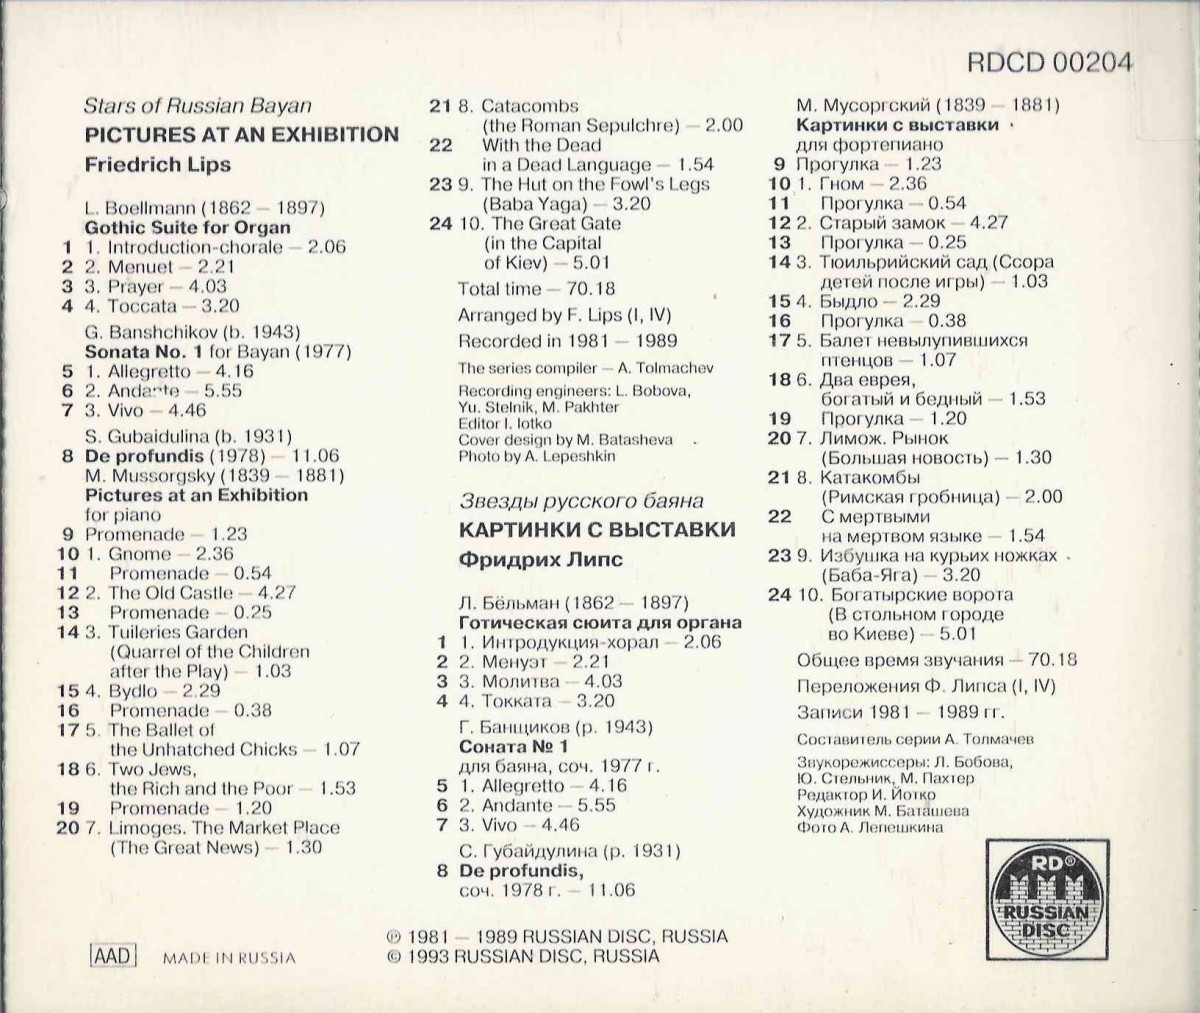 RDCD 00204
Stars of Russian Bayan
PICTURES AT AN EXHIBITION
Friedrich Lips
L. Boellmann (1862 – 1897)
Gothic Suite for Organ
1 1. Introduction-chorale – 2.06
2 2. Menuet – 2.21
3 3. Prayer – 4.03
4 4. Toccata – 3.20
G. Banshchikov (b. 1943)
Sonata No. 1 for Bayan (1977)
5 1. Allegretto – 4.16
6 2. Andante – 5.55
7 3. Vivo – 4.46
S. Gubaidulina (b. 1931)
8 De profundis (1978) – 11.06
M. Mussorgsky (1839 – 1881)
Pictures at an Exhibition
for piano
9 Promenade – 1.23
10 1. Gnome – 2.36
11 Promenade – 0.54
12 2. The Old Castle – 4.27
13 Promenade – 0.25
14 3. Tuileries Garden
(Quarrel of the Children
after the Play) – 1.03
15 4. Bydlo – 2.29
16 Promenade – 0.38
17 5. The Ballet of
the Unhatched Chicks – 1.07
18 6. Two Jews,
the Rich and the Poor – 1.53
19 Promenade – 1.20
20 7. Limoges. The Market Place
(The Great News) – 1.30
21 8. Catacombs
(the Roman Sepulchre) – 2.00
22 With the Dead
in a Dead Language – 1.54
23 9. The Hut on the Fowl's Legs
(Baba Yaga) – 3.20
24 10. The Great Gate
(in the Capital
of Kiev) – 5.01
Total time – 70.18
Arranged by F. Lips (I, IV)
Recorded in 1981 – 1989
The series compiler – A. Tolmachev
Recording engineers: L. Bobova,
Yu. Stelnik, M. Pakhter
Editor I. Iotko
Cover design by M. Batasheva
Photo by A. Lepeshkin
Звезды русского баяна
КАРТИНКИ С ВЫСТАВКИ
Фридрих Липс
Л. Бёльман (1862 – 1897)
Готическая сюита для органа
1 1. Интродукция-хорал – 2.06
2 2. Менуэт – 2.21
3 3. Молитва – 4.03
4 4. Токката – 3.20
Г. Банщиков (р. 1943)
Соната № 1
для баяна, соч. 1977 г.
5 1. Allegretto – 4.16
6 2. Andante – 5.55
7 3. Vivo – 4.46
С. Губайдулина (р. 1931)
8 De profundis,
соч. 1978 г. – 11.06
М. Мусоргский (1839 – 1881)
Картинки с выставки
для фортепиано
9 Прогулка – 1.23
10 1. Гном – 2.36
11 Прогулка – 0.54
12 2. Старый замок – 4.27
13 Прогулка – 0.25
14 3. Тюильрийский сад (Ссора
детей после игры) – 1.03
15 4. Быдло – 2.29
16 Прогулка – 0.38
17 5. Балет невылупившихся
птенцов – 1.07
18 6. Два еврея,
богатый и бедный – 1.53
19 Прогулка – 1.20
20 7. Лимож. Рынок
(Большая новость) – 1.30
21 8. Катакомбы
(Римская гробница) – 2.00
22 С мертвыми
на мертвом языке – 1.54
23 9. Избушка на курьих ножках
(Баба-Яга) – 3.20
24 10. Богатырские ворота
(В стольном городе
во Киеве) – 5.01
Общее время звучания – 70.18
Переложения Ф. Липса (I, IV)
Записи 1981 – 1989 гг.
Составитель серии А. Толмачев
Звукорежиссеры: Л. Бобова,
Ю. Стельник, М. Пахтер
Редактор И. Йотко
Художник М. Баташева
Фото А. Лепешкина
RD®
RUSSIAN
DISC
AAD
MADE IN RUSSIA
℗ 1981 – 1989 RUSSIAN DISC, RUSSIA
© 1993 RUSSIAN DISC, RUSSIA